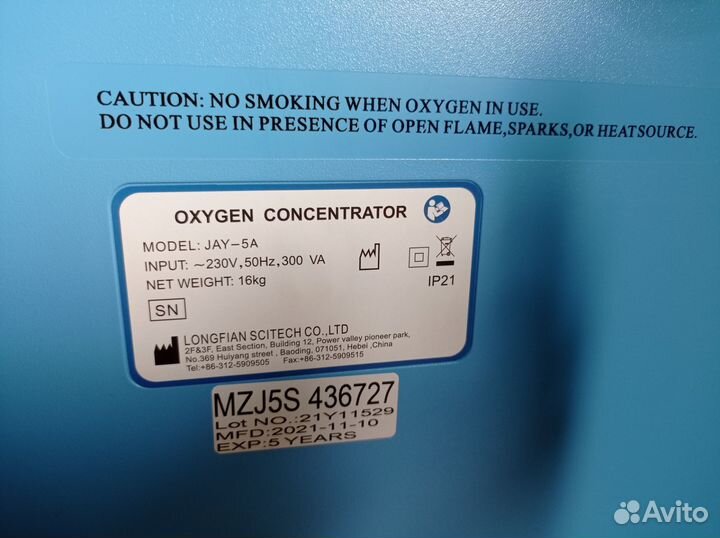 CAUTION: NO SMOKING WHEN OXYGEN IN USE.
DO NOT USE IN PRESENCE OF OPEN FLAME,SPARKS,OR HEATSOURCE.
OXYGEN CONCENTRATOR
MODEL: JAY-5A
INPUT: ~230V,50Hz,300 VA
NET WEIGHT: 16kg
IP21
SN
LONGFIAN SCITECH CO.,LTD
2F&3F, East Section, Building 12, Power valley pioneer park,
No.369 Huiyang street , Baoding, 071051, Hebei ,China
Tel:+86-312-5909505 Fax:+86-312-5909515
MZJ5S 436727
Lot NO.:21Y11529
MFD:2021-11-10
EXP:5 YEARS
Avito